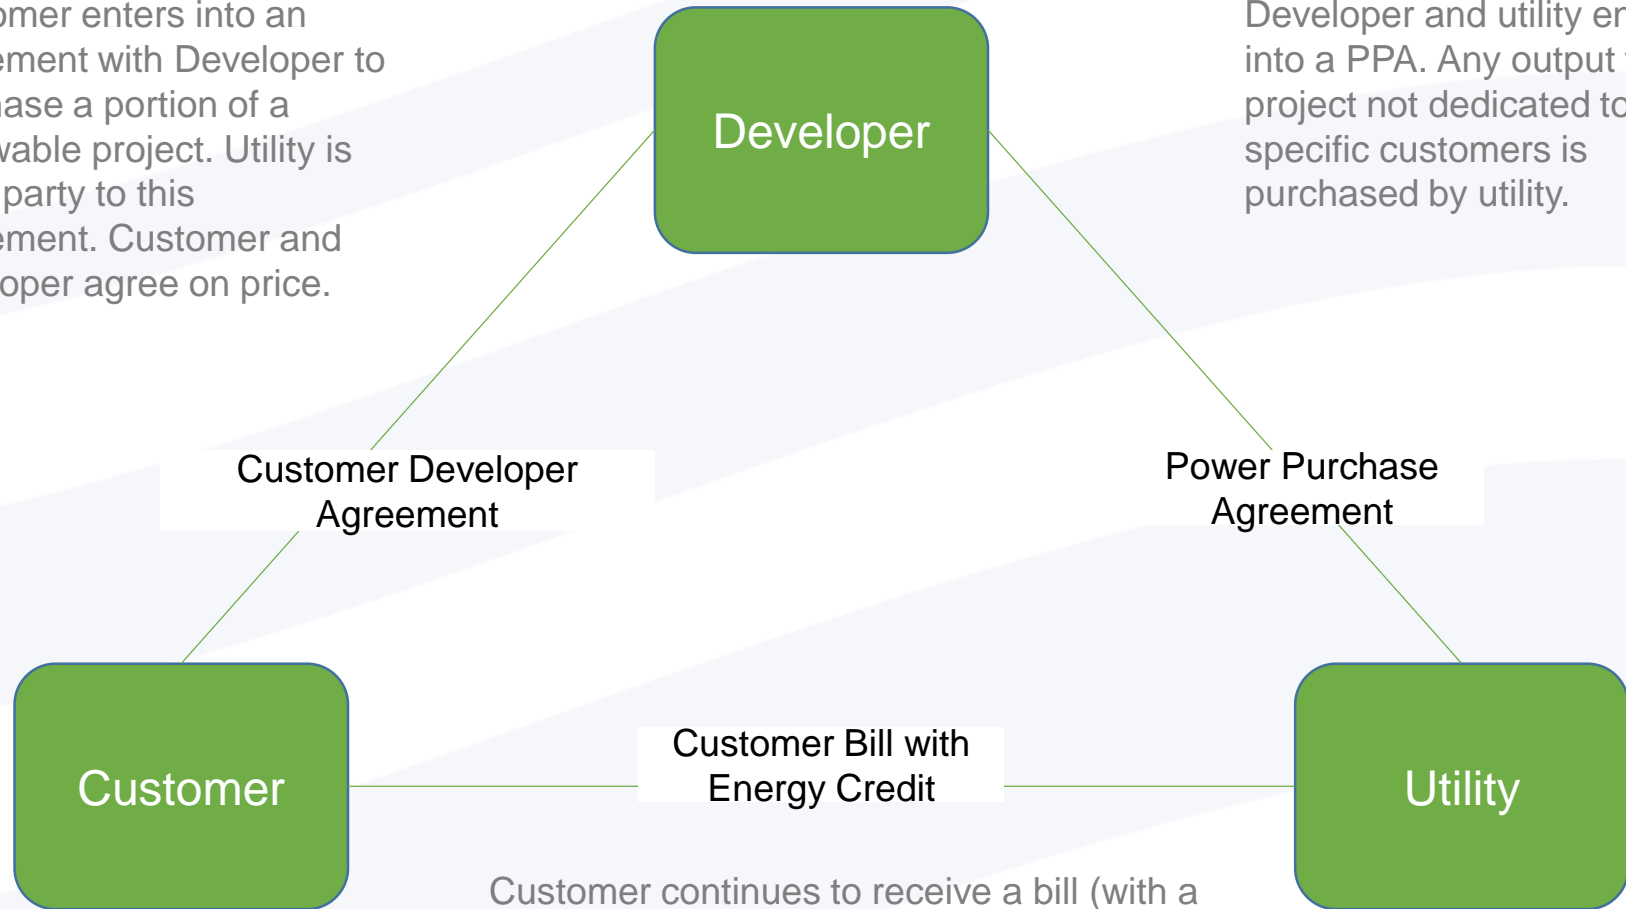 omer enters into an
ement with Developer to
ase a portion of a
wable project. Utility is
party to this
ement. Customer and
oper agree on price.
Developer
Developer and utility en
into a PPA. Any output
project not dedicated to
specific customers is
purchased by utility.
Customer Developer
Agreement
Power Purchase
Agreement
Customer
Customer Bill with
Energy Credit
Utility
Customer continues to receive a bill (with a